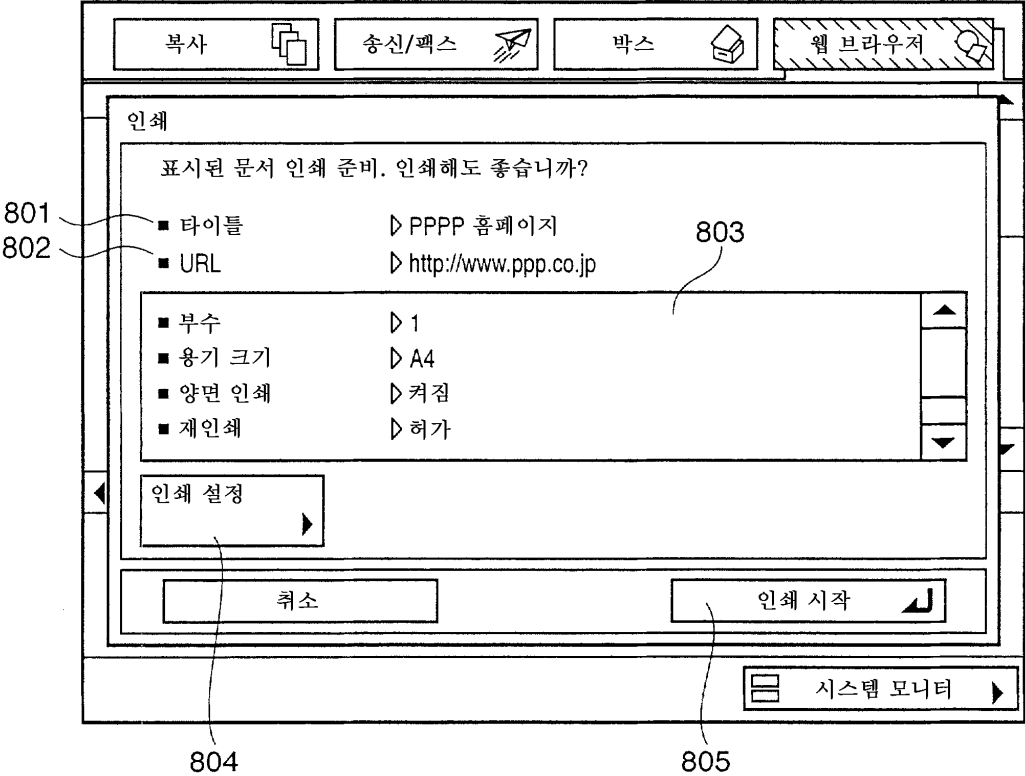 복사 송신/팩스 박스 웹 브라우저
인쇄
표시된 문서 인쇄 준비. 인쇄해도 좋습니까?
801 ■ 타이틀 ▷ PPPP 홈페이지
802 ■ URL ▷ http://www.ppp.co.jp
803
■ 부수 ▷ 1
■ 용기 크기 ▷ A4
■ 양면 인쇄 ▷ 켜짐
■ 재인쇄 ▷ 허가
인쇄 설정
취소 인쇄 시작
시스템 모니터
804 805